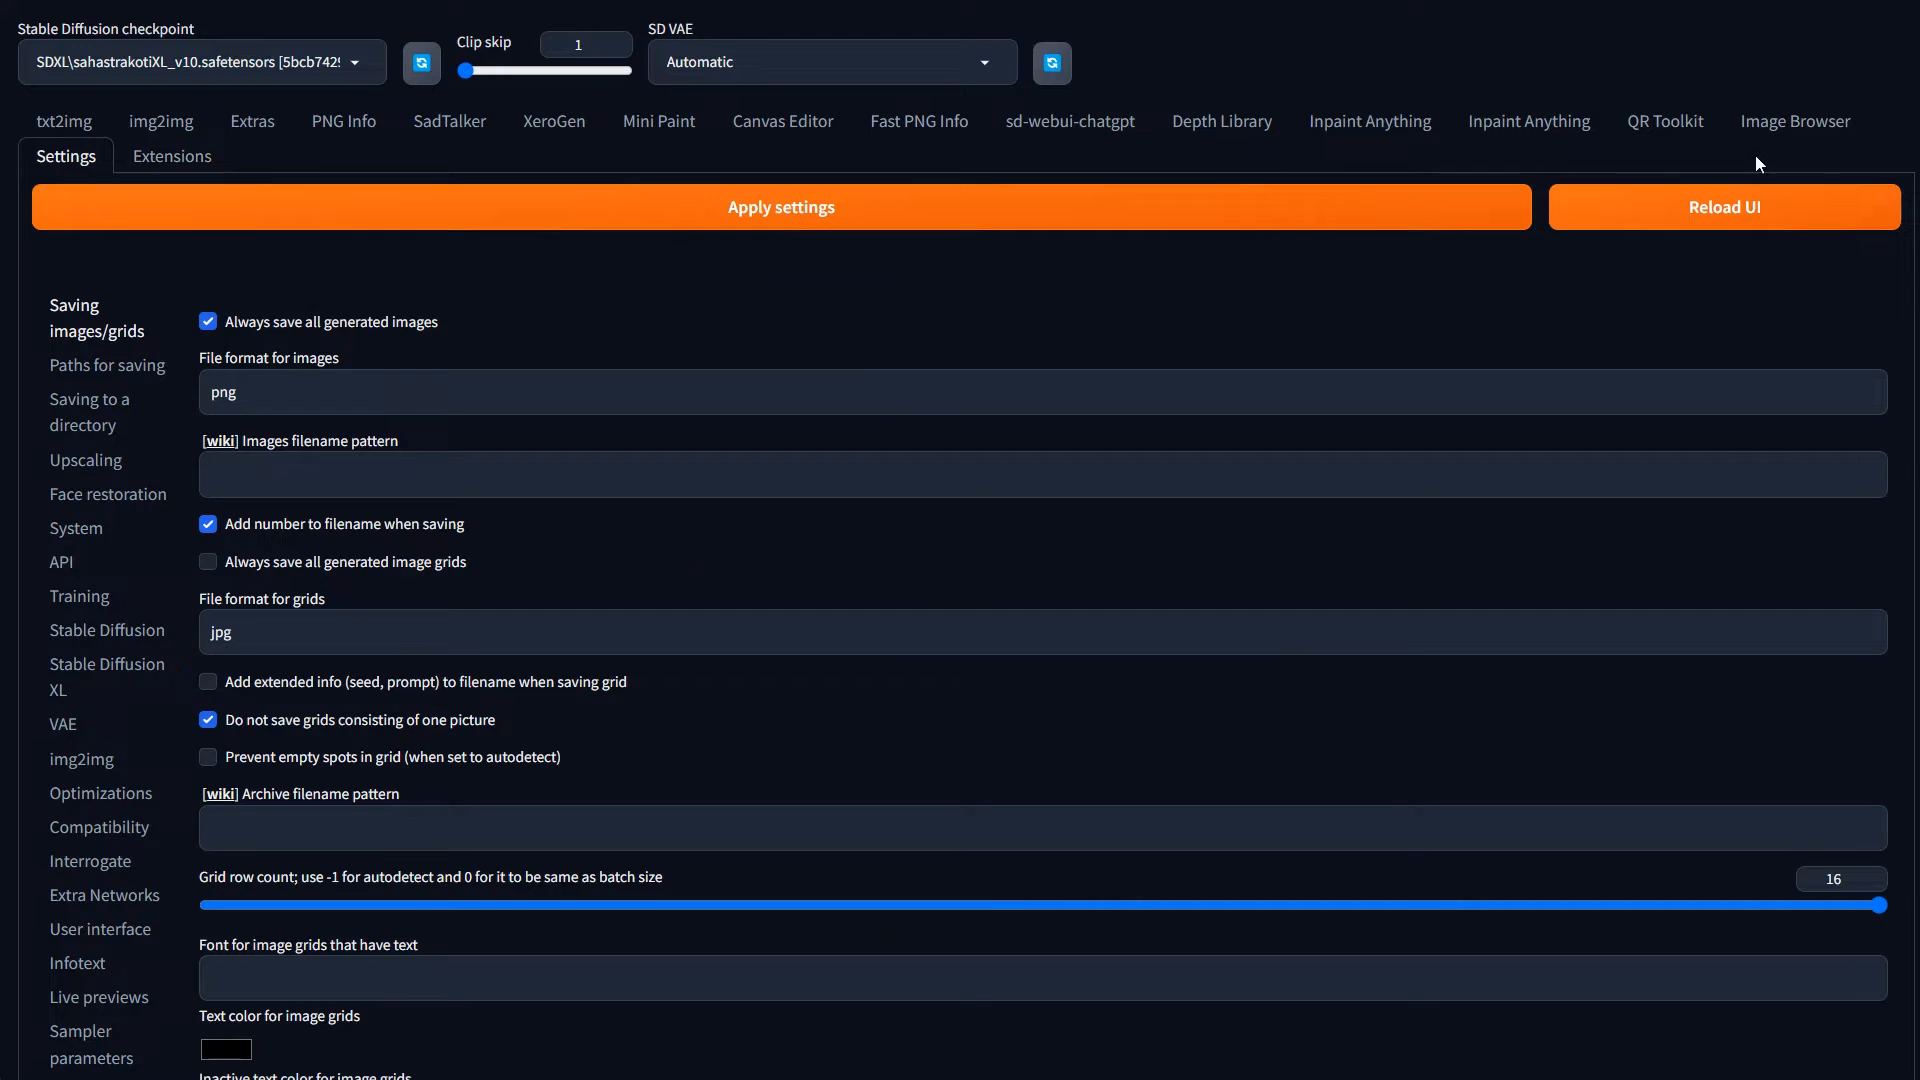 Stable Diffusion checkpoint
SDXL\sahastrakotiXL_v10.safetensors [5bcb742
Clip skip
1
SD VAE
Automatic
txt2img
img2img
Extras
PNG Info
SadTalker
XeroGen
Mini Paint
Canvas Editor
Fast PNG Info
sd-webui-chatgpt
Depth Library
Inpaint Anything
Inpaint Anything
QR Toolkit
Image Browser
Settings
Extensions
Apply settings
Reload UI
Saving
images/grids
Paths for saving
Saving to a
directory
Upscaling
Face restoration
System
API
Training
Stable Diffusion
Stable Diffusion
XL
VAE
img2img
Optimizations
Compatibility
Interrogate
Extra Networks
User interface
Infotext
Live previews
Sampler
parameters
Always save all generated images
File format for images
png
[wiki] Images filename pattern
Add number to filename when saving
Always save all generated image grids
File format for grids
jpg
Add extended info (seed, prompt) to filename when saving grid
Do not save grids consisting of one picture
Prevent empty spots in grid (when set to autodetect)
[wiki] Archive filename pattern
Grid row count; use -1 for autodetect and 0 for it to be same as batch size
16
Font for image grids that have text
Text color for image grids
Inactive text color for image grids